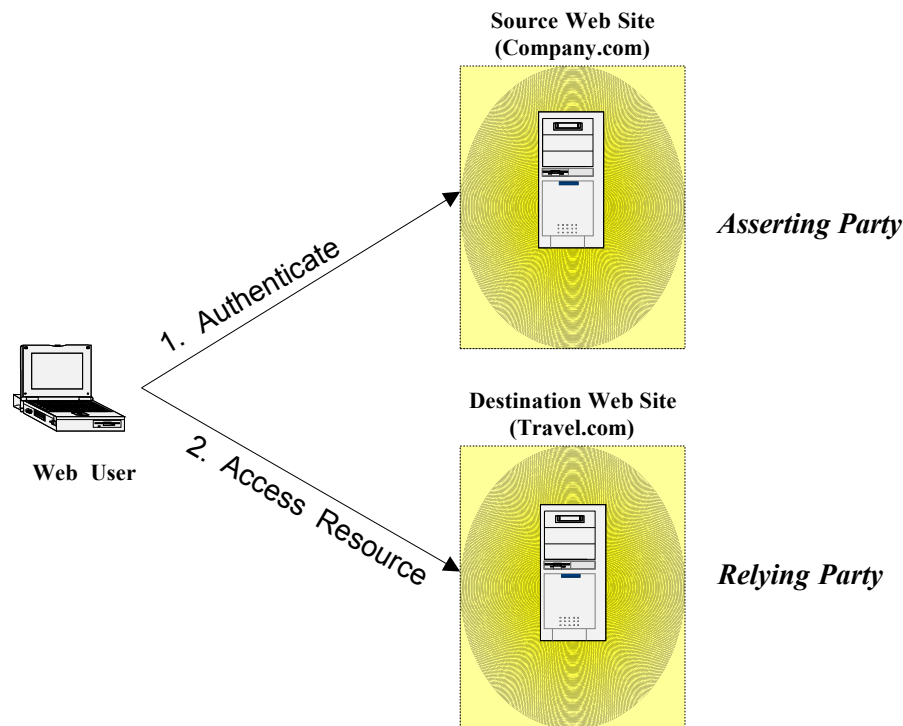 Source Web Site
(Company.com)
Asserting Party
1. Authenticate
Web User
2. Access Resource
Destination Web Site
(Travel.com)
Relying Party